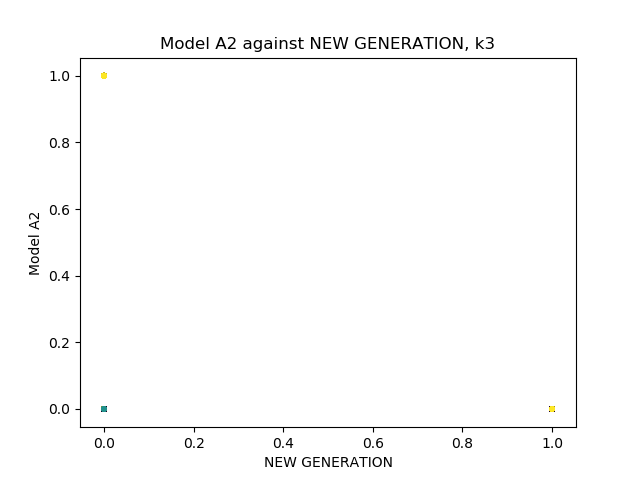 Model A2 against NEW GENERATION, k3
1.0
0.8
0.6
0.4
0.2
0.0
Model A2
0.0 0.2 0.4 0.6 0.8 1.0
NEW GENERATION